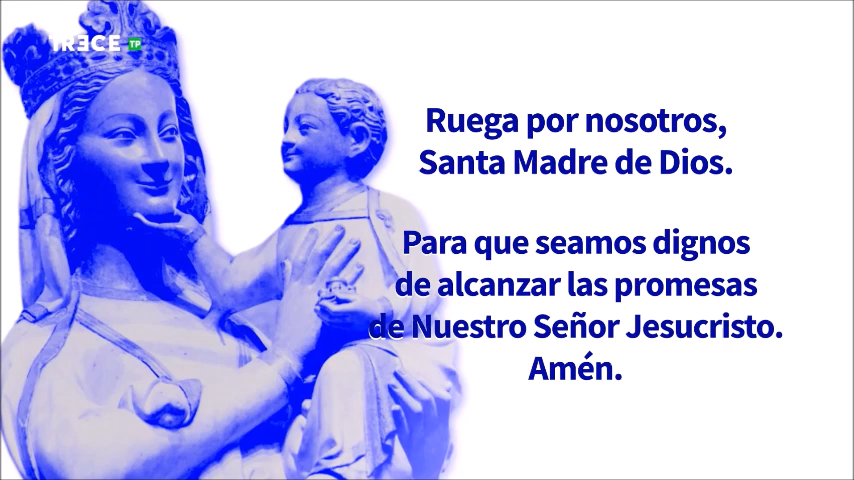 TRECE TP
Ruega por nosotros,
Santa Madre de Dios.
Para que seamos dignos
de alcanzar las promesas
de Nuestro Señor Jesucristo.
Amén.